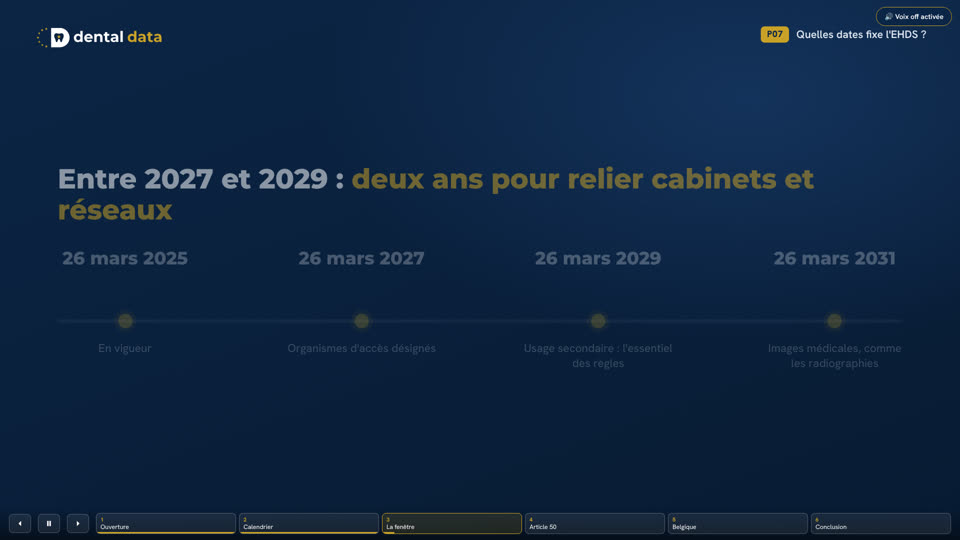 🔊 Voix off activée
dental data
P07 Quelles dates fixe l'EHDS ?
Entre 2027 et 2029 : deux ans pour relier cabinets et
réseaux
26 mars 2025
26 mars 2027
26 mars 2029
26 mars 2031
En vigueur
Organismes d'accès désignés
Usage secondaire : l'essentiel
des règles
Images médicales, comme
les radiographies
1
Ouverture
2
Calendrier
3
La fenêtre
4
Article 50
5
Belgique
6
Conclusion